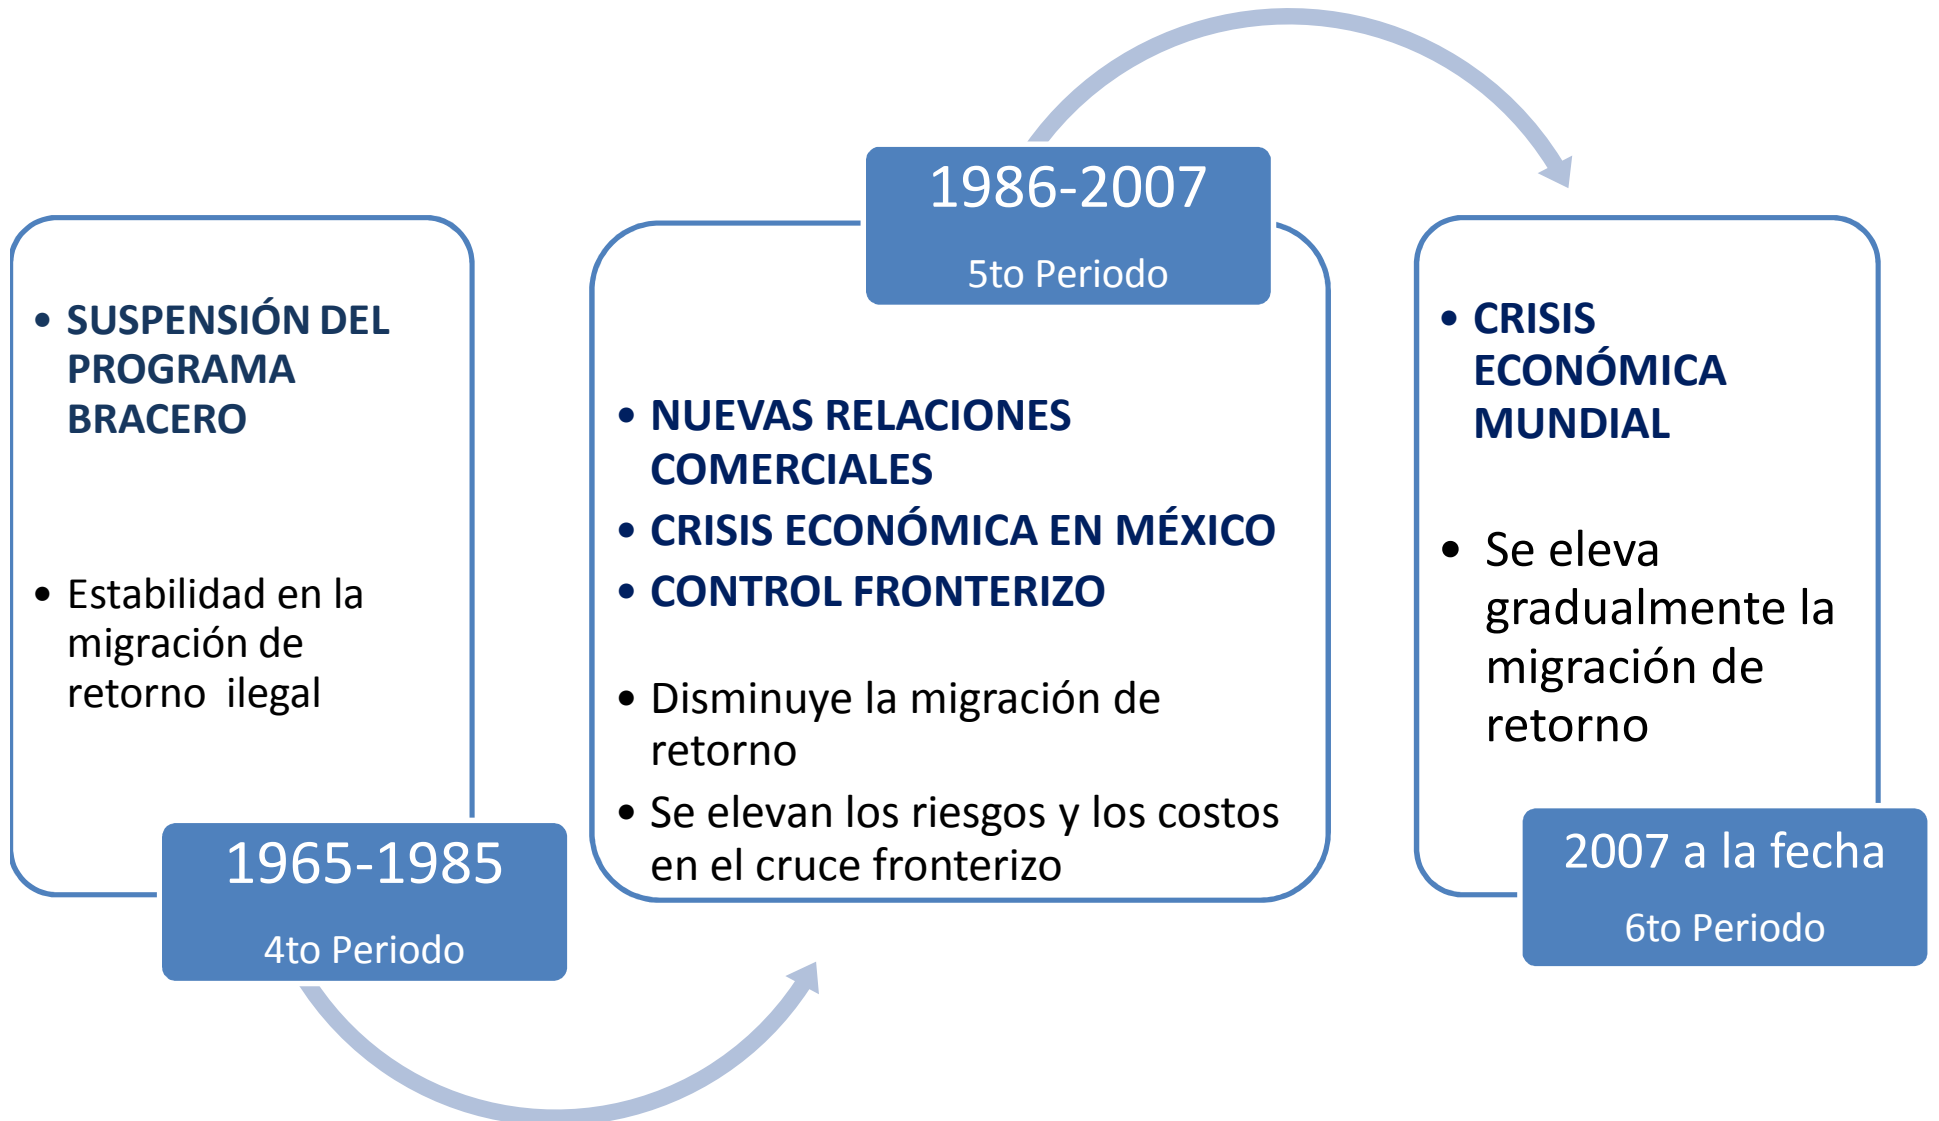 • SUSPENSIÓN DEL
PROGRAMA
BRACERO
• Estabilidad en la
migración de
retorno ilegal
1965-1985
4to Periodo
1986-2007
5to Periodo
• NUEVAS RELACIONES
COMERCIALES
• CRISIS ECONÓMICA EN MÉXICO
• CONTROL FRONTERIZO
• Disminuye la migración de
retorno
• Se elevan los riesgos y los costos
en el cruce fronterizo
• CRISIS
ECONÓMICA
MUNDIAL
• Se eleva
gradualmente la
migración de
retorno
2007 a la fecha
6to Periodo